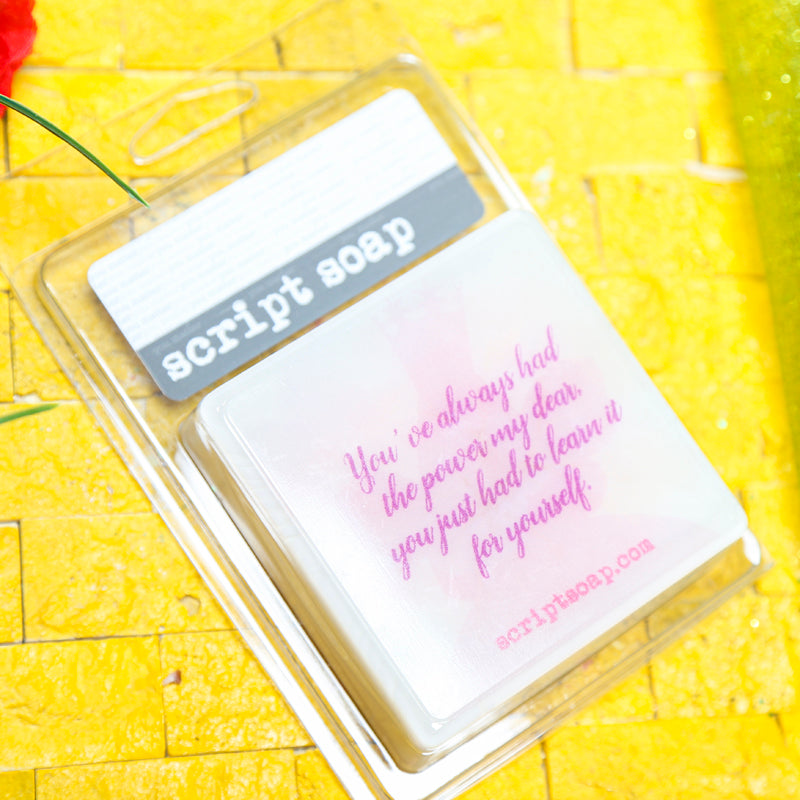 script soap
You've always had
the power my dear,
you just had to learn it
for yourself.
scriptsoap.com